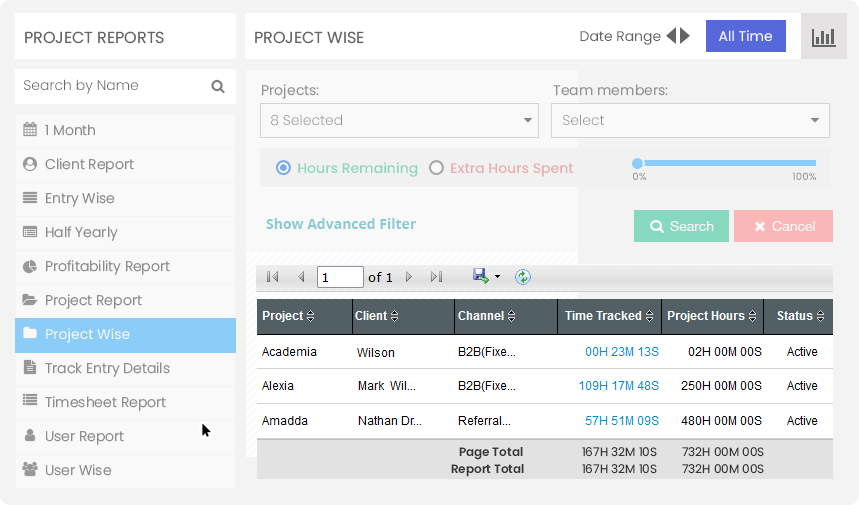 PROJECT REPORTS
PROJECT WISE
Date Range
All Time
Search by Name
1 Month
Client Report
Entry Wise
Half Yearly
Profitability Report
Project Report
Project Wise
Track Entry Details
Timesheet Report
User Report
User Wise
Projects: Team members:
8 Selected Select
Hours Remaining Extra Hours Spent
0% 100%
Show Advanced Filter
Search Cancel
1 of 1
Project Client Channel Time Tracked Project Hours Status
Academia Wilson B2B(Fixe... 00H 23M 13S 02H 00M 00S Active
Alexia Mark Wil... B2B(Fixe... 109H 17M 48S 250H 00M 00S Active
Amadda Nathan Dr... Referral... 57H 51M 09S 480H 00M 00S Active
Page Total 167H 32M 10S 732H 00M 00S
Report Total 167H 32M 10S 732H 00M 00S